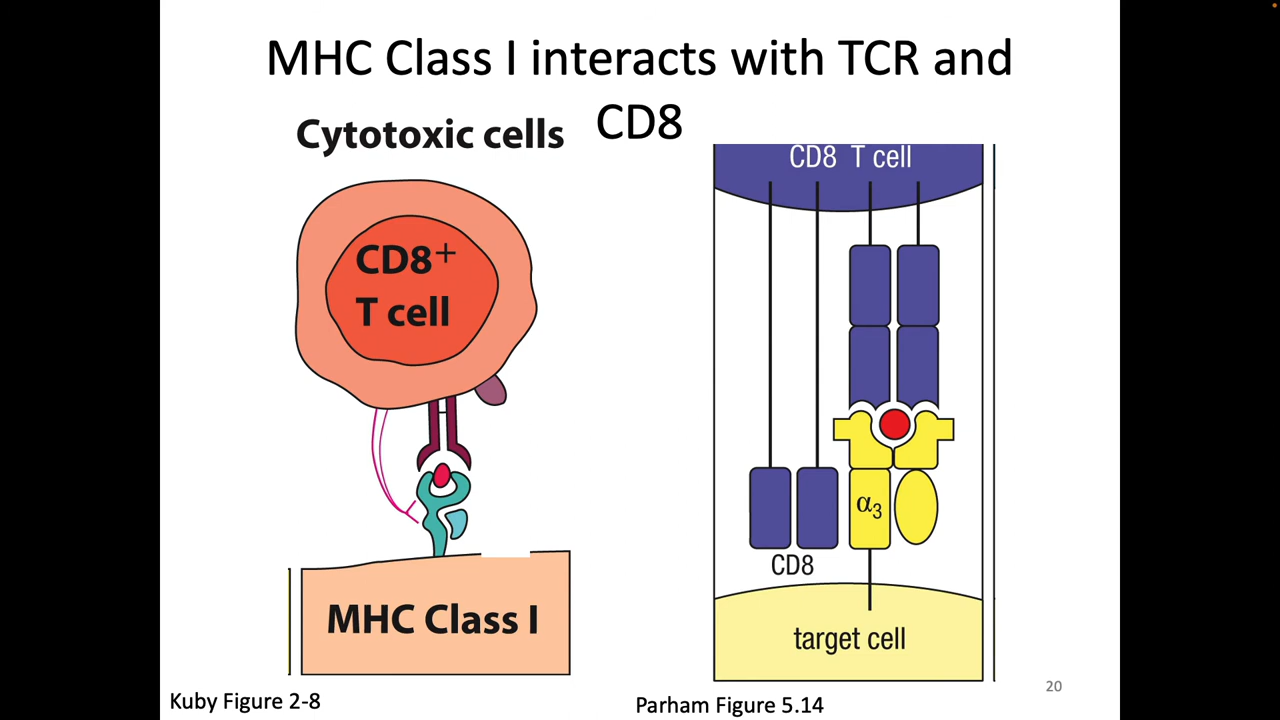 MHC Class I interacts with TCR and
CD8
Cytotoxic cells
CD8+
T cell
MHC Class I
Kuby Figure 2-8
CD8 T cell
α3
CD8
target cell
Parham Figure 5.14
20